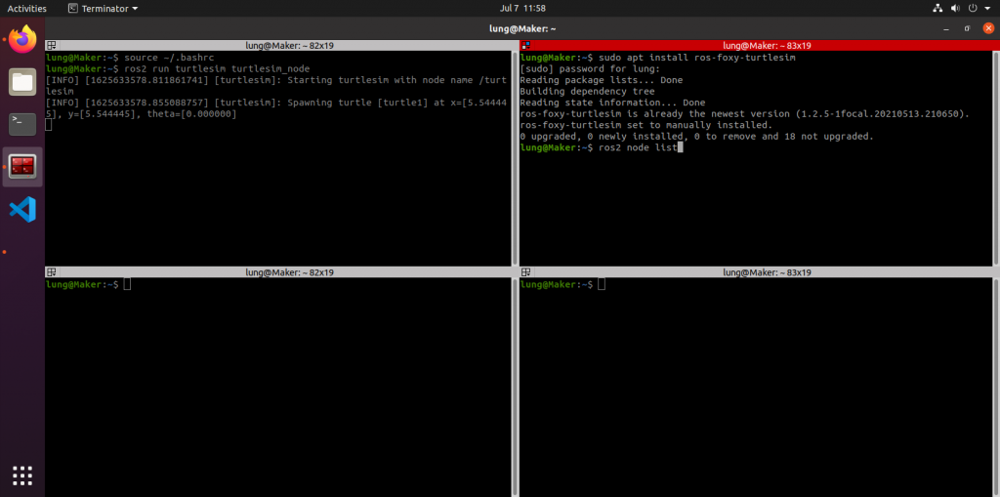 Activities
Terminator
Jul 7 11:58
lung@Maker: ~
lung@Maker: ~ 82x19
lung@Maker:~$ source ~/.bashrc
lung@Maker:~$ ros2 run turtlesim turtlesim_node
[INFO] [1625633578.811861741] [turtlesim]: Starting turtlesim with node name /turt
lesim
[INFO] [1625633578.855088757] [turtlesim]: Spawning turtle [turtle1] at x=[5.54444
5], y=[5.544445], theta=[0.000000]
lung@Maker: ~ 83x19
lung@Maker:~$ sudo apt install ros-foxy-turtlesim
[sudo] password for lung:
Reading package lists... Done
Building dependency tree
Reading state information... Done
ros-foxy-turtlesim is already the newest version (1.2.5-1focal.20210513.210650).
ros-foxy-turtlesim set to manually installed.
0 upgraded, 0 newly installed, 0 to remove and 18 not upgraded.
lung@Maker:~$ ros2 node list
lung@Maker: ~ 82x19
lung@Maker:~$
lung@Maker: ~ 83x19
lung@Maker:~$